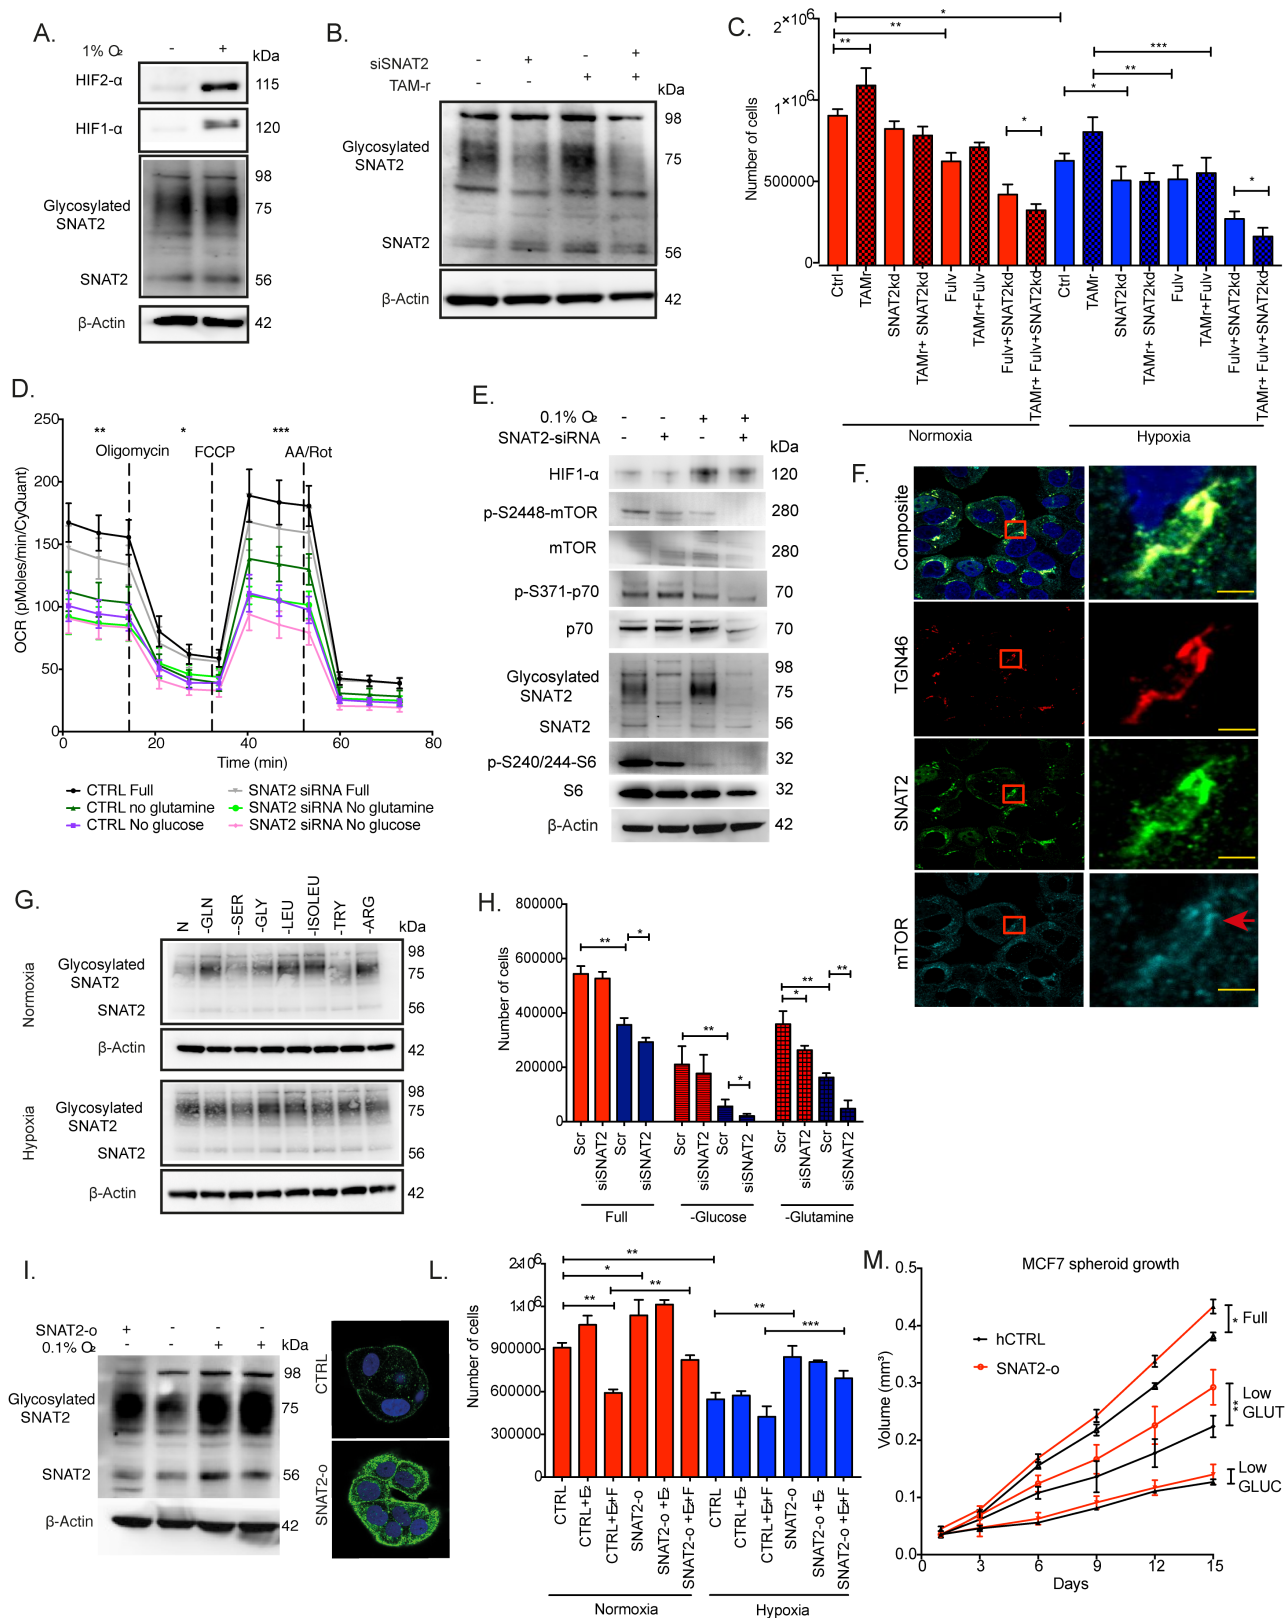 A.
1% O2 - + kDa
HIF2-α 115
HIF1-α 120
98
Glycosylated
SNAT2
75
SNAT2 56
β-Actin 42
B.
siSNAT2 - + - +
TAM-r - - + +
kDa
98
Glycosylated
SNAT2
75
SNAT2
56
β-Actin 42
C.
Number of cells
2×10^6
1×10^6
500000
0
* ** ** *
*** ** * *
Ctrl
TAMr
SNAT2kd
TAMr+ SNAT2kd
Fulv
TAMr+Fulv
Fulv+SNAT2kd
TAMr+ Fulv+SNAT2kd
Ctrl
TAMr
SNAT2kd
TAMr+ SNAT2kd
Fulv
TAMr+Fulv
Fulv+SNAT2kd
TAMr+ Fulv+SNAT2kd
Normoxia
Hypoxia
D.
OCR (pMoles/min/CyQuant)
250
200
150
100
50
0
** * ***
Oligomycin FCCP AA/Rot
0 20 40 60 80
Time (min)
CTRL Full
CTRL no glutamine
CTRL No glucose
SNAT2 siRNA Full
SNAT2 siRNA No glutamine
SNAT2 siRNA No glucose
E.
0.1% O2 - - + +
SNAT2-siRNA - + - +
kDa
HIF1-α 120
p-S2448-mTOR 280
mTOR 280
p-S371-p70 70
p70 70
98
Glycosylated
SNAT2
75
SNAT2 56
p-S240/244-S6 32
S6 32
β-Actin 42
F.
Composite
TGN46
SNAT2
mTOR
G.
N
-GLN
--SER
-GLY
-LEU
-ISOLEU
-TRY
-ARG
kDa
Normoxia
98
Glycosylated
SNAT2
75
SNAT2 56
β-Actin 42
Hypoxia
98
Glycosylated
SNAT2
75
SNAT2 56
β-Actin 42
H.
Number of cells
800000
600000
400000
200000
0
** *
** *
** * **
Scr
siSNAT2
Scr
siSNAT2
Scr
siSNAT2
Scr
siSNAT2
Scr
siSNAT2
Scr
siSNAT2
Full
-Glucose
-Glutamine
I.
SNAT2-o + - - -
0.1% O2 - - + +
kDa
98
Glycosylated
SNAT2
75
SNAT2 56
β-Actin 42
CTRL
SNAT2-o
L.
Number of cells
2·10^6
1×10^6
900000
600000
300000
0
** * ** **
** ***
CTRL
CTRL+E2
CTRL+E2+F
SNAT2-o
SNAT2-o +E2
SNAT2-o +E2+F
CTRL
CTRL+E2
CTRL+E2+F
SNAT2-o
SNAT2-o +E2
SNAT2-o +E2+F
Normoxia
Hypoxia
M.
MCF7 spheroid growth
Volume (mm³)
0.5
0.4
0.3
0.2
0.1
0.0
hCTRL
SNAT2-o
* Full
** Low
GLUT
Low
GLUC
3 6 9 12 15
Days